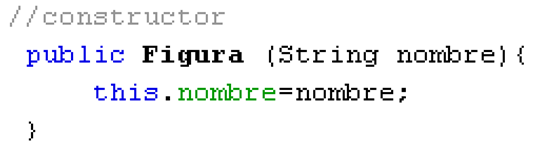 //constructor
public Figura (String nombre){
this.nombre=nombre;
}